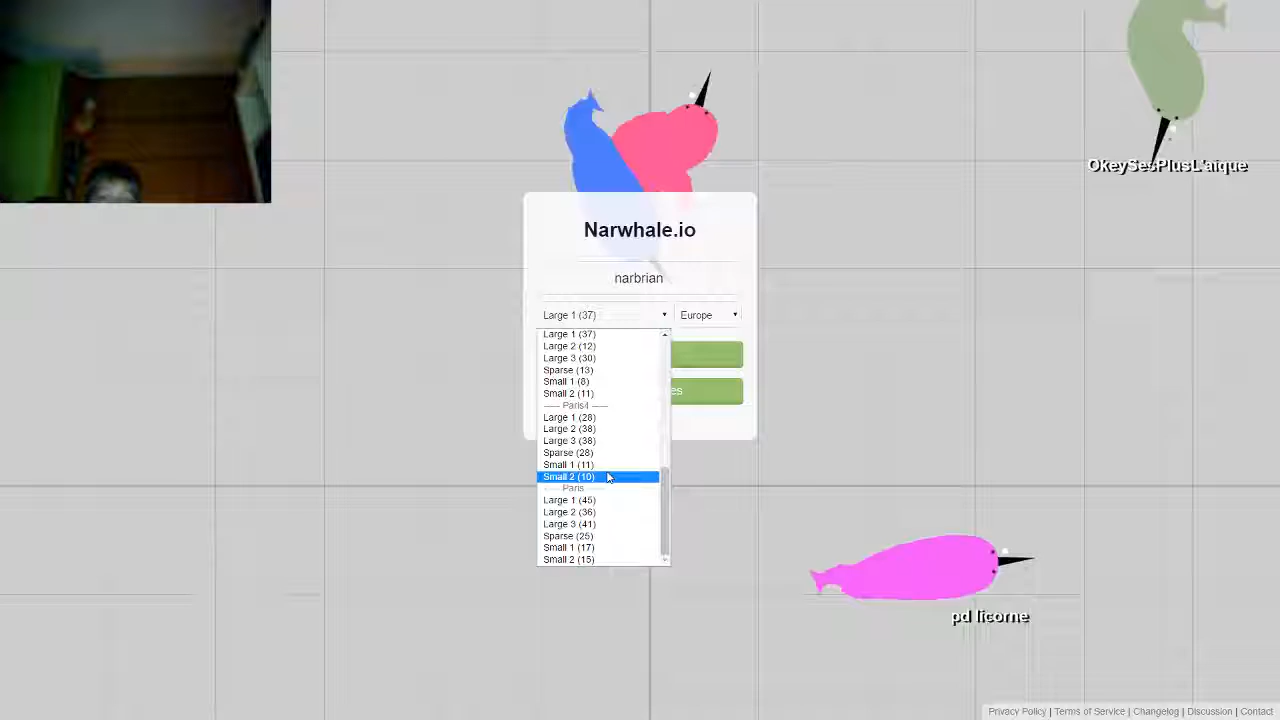 OkeySesPlusL'aique
Narwhale.io
narbrian
Large 1 (37)
Europe
Large 1 (37)
Large 2 (12)
Large 3 (30)
Sparse (13)
Small 1 (8)
Small 2 (11)
—— Paris4 ——
Large 1 (28)
Large 2 (38)
Large 3 (38)
Sparse (28)
Small 1 (11)
Small 2 (10)
—— Paris ——
Large 1 (45)
Large 2 (36)
Large 3 (41)
Sparse (25)
Small 1 (17)
Small 2 (15)
es
pd licorne
Privacy Policy | Terms of Service | Changelog | Discussion | Contact